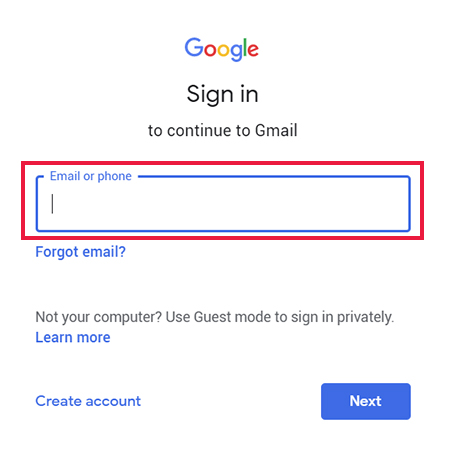 Google
Sign in
to continue to Gmail
Email or phone
Forgot email?
Not your computer? Use Guest mode to sign in privately.
Learn more
Create account
Next